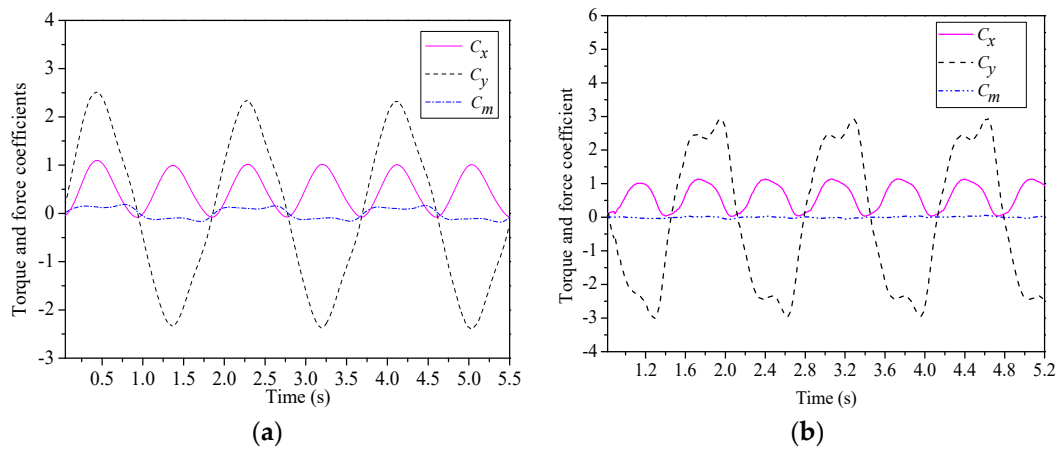 Torque and force coefficients
4
3
2
1
0
-1
-2
-3
0.5 1.0 1.5 2.0 2.5 3.0 3.5 4.0 4.5 5.0 5.5
Time (s)
Cx
Cy
Cm
(a)
Torque and force coefficient
6
5
4
3
2
1
0
-1
-2
-3
-4
1.2 1.6 2.0 2.4 2.8 3.2 3.6 4.0 4.4 4.8 5.2
Time (s)
Cx
Cy
Cm
(b)